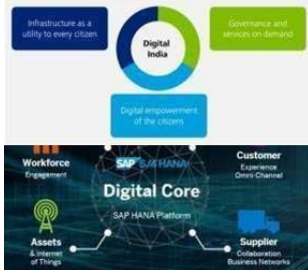 Infrastructure as a
utility to every citizen
Digital
India
Governance and
services on demand
Digital empowerment
of the citizens
Workforce
Engagement
SAP S/4HANA
Digital Core
SAP HANA Platform
Customer
Experience
Omni-Channel
Assets
& Internet
of Things
Supplier
Collaboration
Business Networks